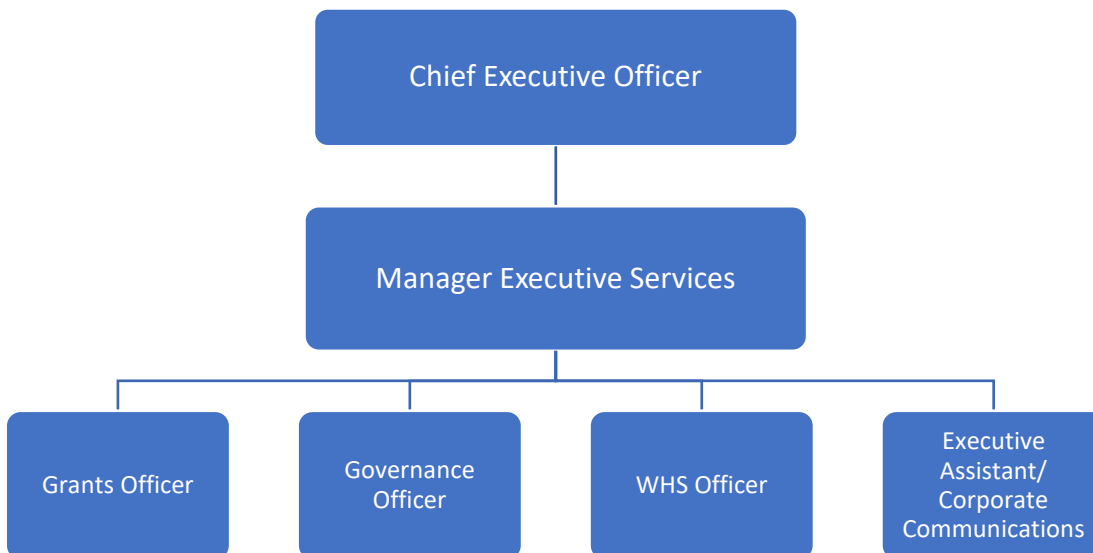 Chief Executive Officer
Manager Executive Services
Grants Officer
Governance
Officer
WHS Officer
Executive
Assistant/
Corporate
Communications